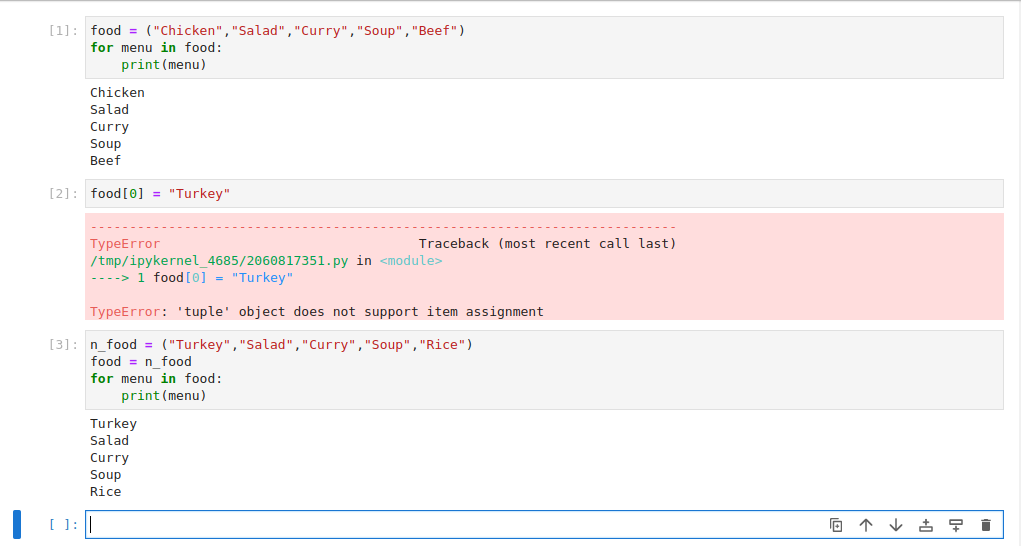 [1]: food = ("Chicken","Salad","Curry","Soup","Beef")
for menu in food:
    print(menu)
Chicken
Salad
Curry
Soup
Beef
[2]: food[0] = "Turkey"
---------------------------------------------------------------------------
TypeError                                 Traceback (most recent call last)
/tmp/ipykernel_4685/2060817351.py in <module>
----> 1 food[0] = "Turkey"
TypeError: 'tuple' object does not support item assignment
[3]: n_food = ("Turkey","Salad","Curry","Soup","Rice")
food = n_food
for menu in food:
    print(menu)
Turkey
Salad
Curry
Soup
Rice
[ ]: